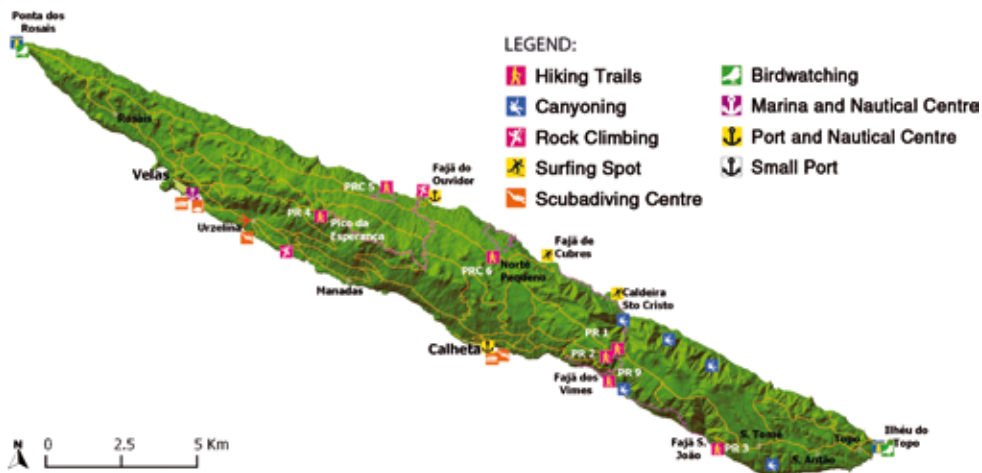 Ponta dos
Rosais
LEGEND:
Hiking Trails
Canyoning
Rock Climbing
Surfing Spot
Scubadiving Centre
Birdwatching
Marina and Nautical Centre
Port and Nautical Centre
Small Port
Rosais
Velas
PRC 5
Fajã do
Ouvidor
PR 4
Pico da
Esperança
Urzelina
Manadas
PRC 6
Norte
Pequeno
Fajã de
Cubres
Caldeira
Sto Cristo
Calheta
PR 1
PR 2
PR 9
Fajã dos
Vimes
Fajã S.
João
PR 3
S. Tomé
S. Antão
Topo
Ilhéu do
Topo
N
0 2.5 5 Km